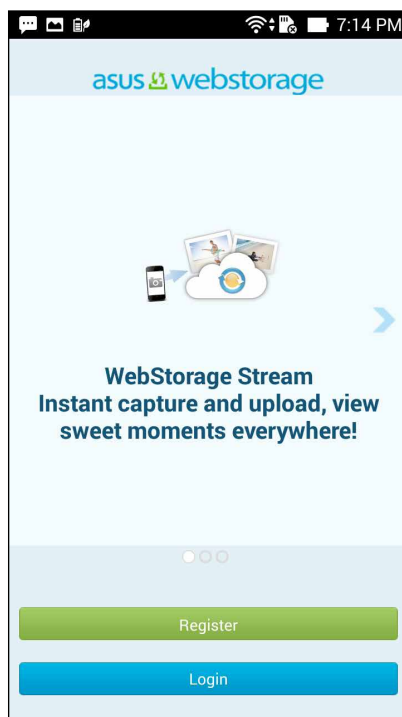 7:14 PM
asus webstorage
WebStorage Stream
Instant capture and upload, view
sweet moments everywhere!
Register
Login